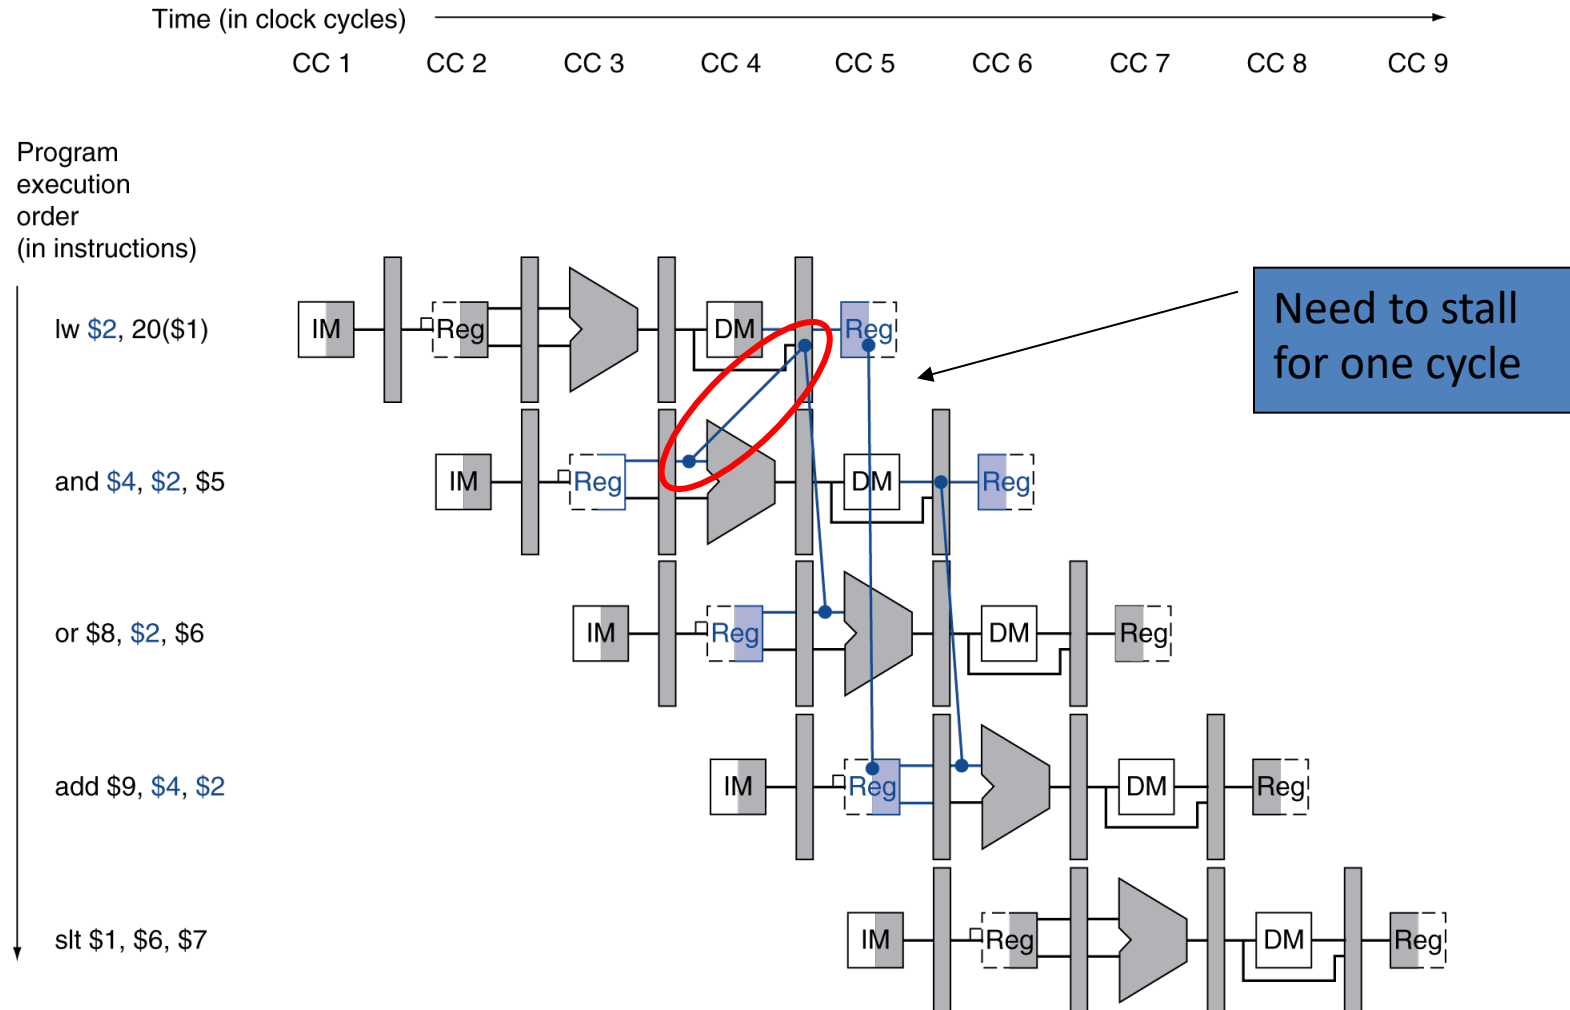 Time (in clock cycles)
CC 1 CC 2 CC 3 CC 4 CC 5 CC 6 CC 7 CC 8 CC 9
Program
execution
order
(in instructions)
Need to stall
for one cycle
lw $2, 20($1) IM Reg DM Reg
and $4, $2, $5 IM Reg DM Reg
or $8, $2, $6 IM Reg DM Reg
add $9, $4, $2 IM Reg DM Reg
slt $1, $6, $7 IM Reg DM Reg